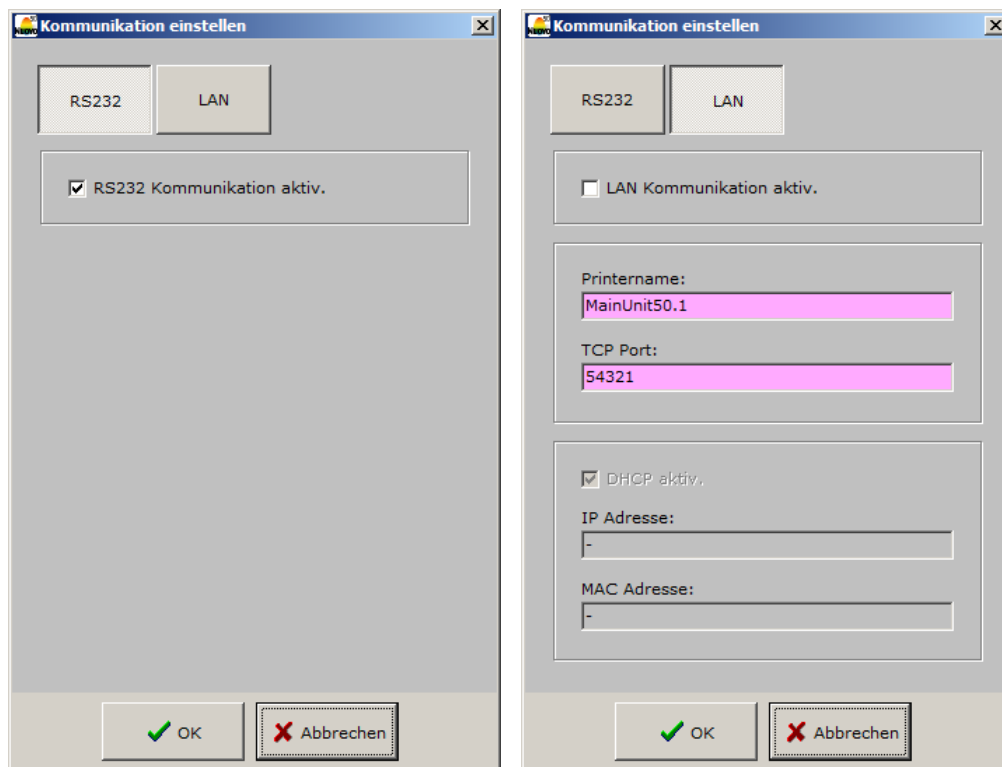 Kommunikation einstellen
RS232
LAN
RS232 Kommunikation aktiv.
OK
Abbrechen
Kommunikation einstellen
RS232
LAN
LAN Kommunikation aktiv.
Printername:
MainUnit50.1
TCP Port:
54321
DHCP aktiv.
IP Adresse:
-
MAC Adresse:
-
OK
Abbrechen